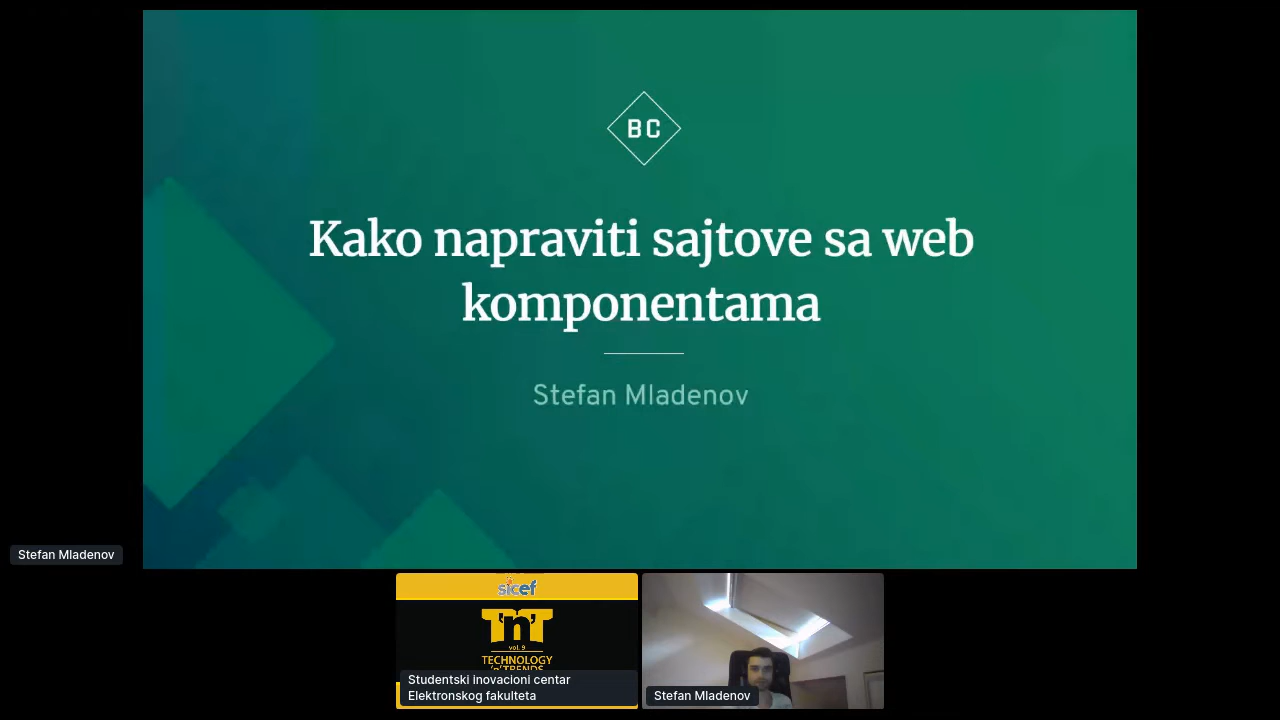 BC
Kako napraviti sajtove sa web
komponentama
Stefan Mladenov
Stefan Mladenov
sicef
T'n'T
vol. 9
TECHNOLOGY
'n'TRENDS
Studentski inovacioni centar
Elektronskog fakulteta
Stefan Mladenov